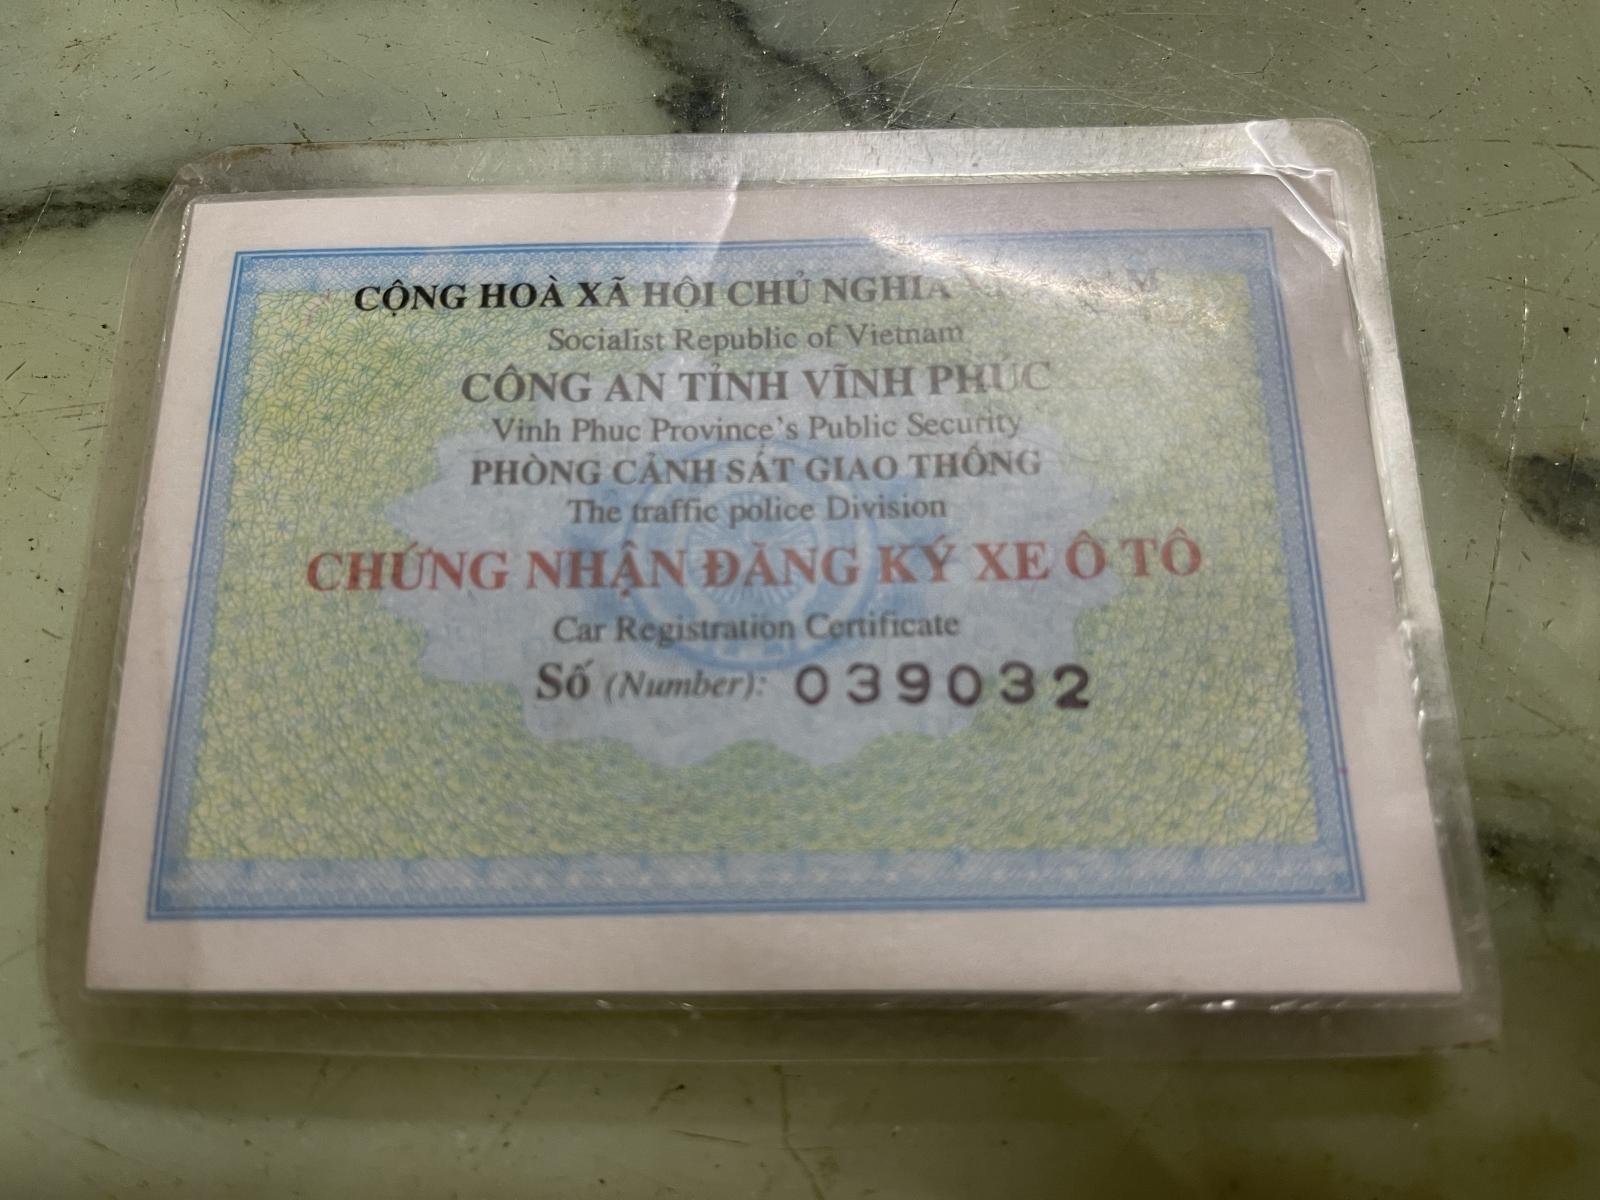 CỘNG HOÀ XÃ HỘI CHỦ NGHĨA
Socialist Republic of Vietnam
CÔNG AN TỈNH VĨNH PHÚC
Vinh Phuc Province's Public Security
PHÒNG CẢNH SÁT GIAO THÔNG
The traffic police Division
CHỨNG NHẬN ĐĂNG KÝ XE Ô TÔ
Car Registration Certificate
Số (Number): 039032